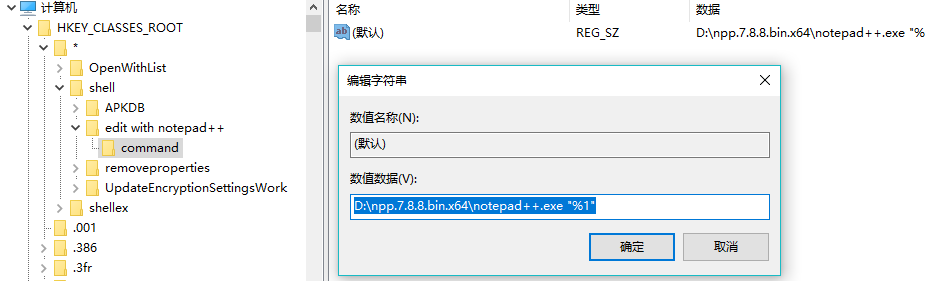 计算机
HKEY_CLASSES_ROOT
*
OpenWithList
shell
APKDB
edit with notepad++
command
removeproperties
UpdateEncryptionSettingsWork
shellex
.001
.386
.3fr
名称 类型 数据
ab (默认) REG_SZ D:\npp.7.8.8.bin.x64\notepad++.exe "%
编辑字符串
数值名称(N):
(默认)
数值数据(V):
D:\npp.7.8.8.bin.x64\notepad++.exe "%1"
确定 取消